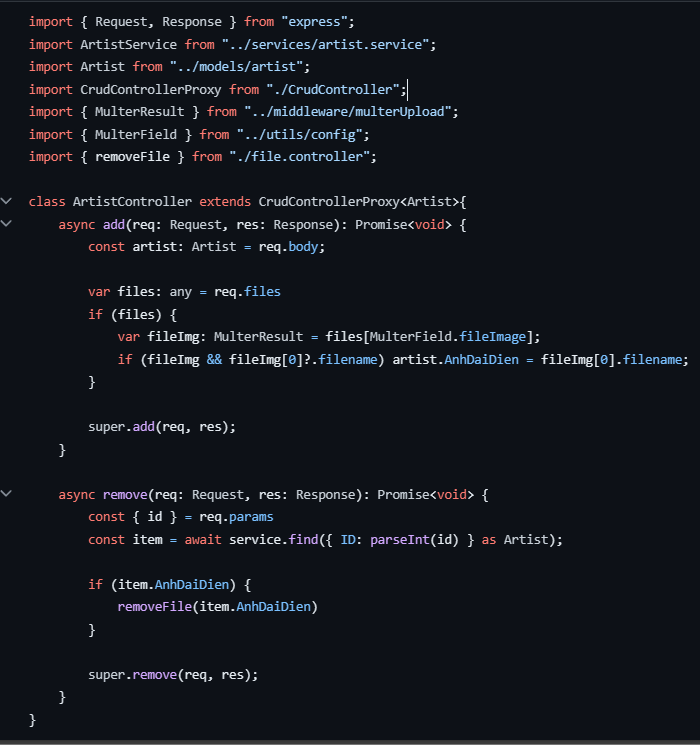 import { Request, Response } from "express";
import ArtistService from "../services/artist.service";
import Artist from "../models/artist";
import CrudControllerProxy from "./CrudController";
import { MulterResult } from "../middleware/multerUpload";
import { MulterField } from "../utils/config";
import { removeFile } from "./file.controller";

class ArtistController extends CrudControllerProxy<Artist>{
    async add(req: Request, res: Response): Promise<void> {
        const artist: Artist = req.body;

        var files: any = req.files
        if (files) {
            var fileImg: MulterResult = files[MulterField.fileImage];
            if (fileImg && fileImg[0]?.filename) artist.AnhDaiDien = fileImg[0].filename;
        }

        super.add(req, res);
    }

    async remove(req: Request, res: Response): Promise<void> {
        const { id } = req.params
        const item = await service.find({ ID: parseInt(id) } as Artist);

        if (item.AnhDaiDien) {
            removeFile(item.AnhDaiDien)
        }

        super.remove(req, res);
    }
}